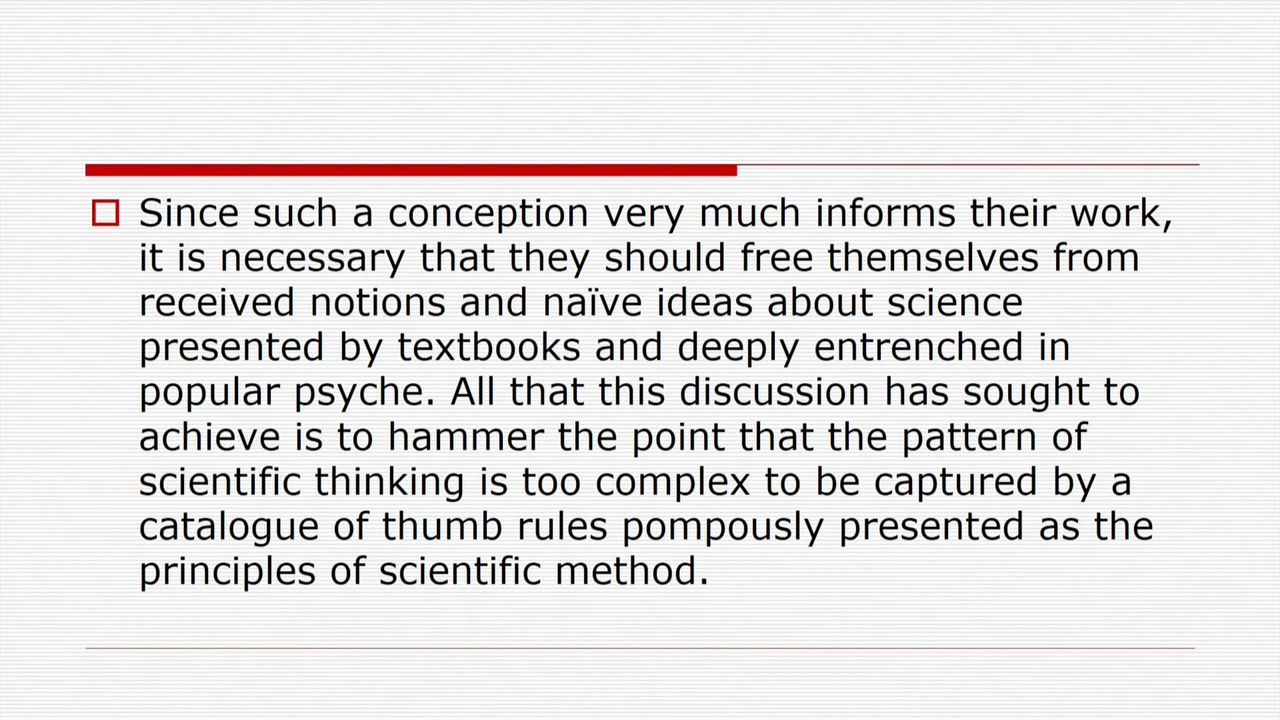 Since such a conception very much informs their work,
it is necessary that they should free themselves from
received notions and naïve ideas about science
presented by textbooks and deeply entrenched in
popular psyche. All that this discussion has sought to
achieve is to hammer the point that the pattern of
scientific thinking is too complex to be captured by a
catalogue of thumb rules pompously presented as the
principles of scientific method.